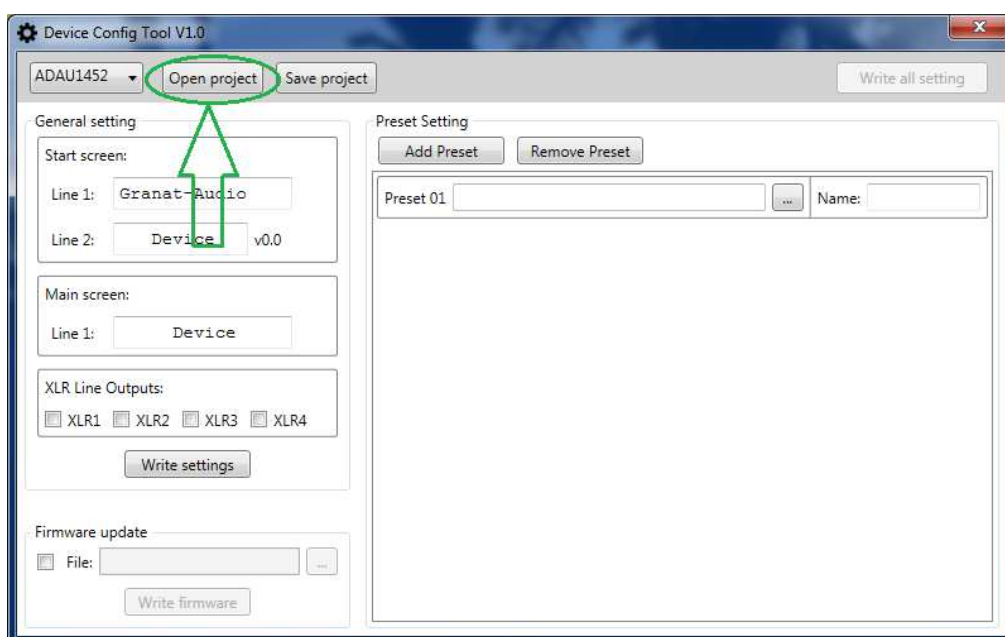 Device Config Tool V1.0
ADAU1452 Open project Save project Write all setting
General setting
Start screen:
Line 1: Granat-Audio
Line 2: Device v0.0
Main screen:
Line 1: Device
XLR Line Outputs:
XLR1 XLR2 XLR3 XLR4
Write settings
Firmware update
File: ...
Write firmware
Preset Setting
Add Preset Remove Preset
Preset 01 ... Name: